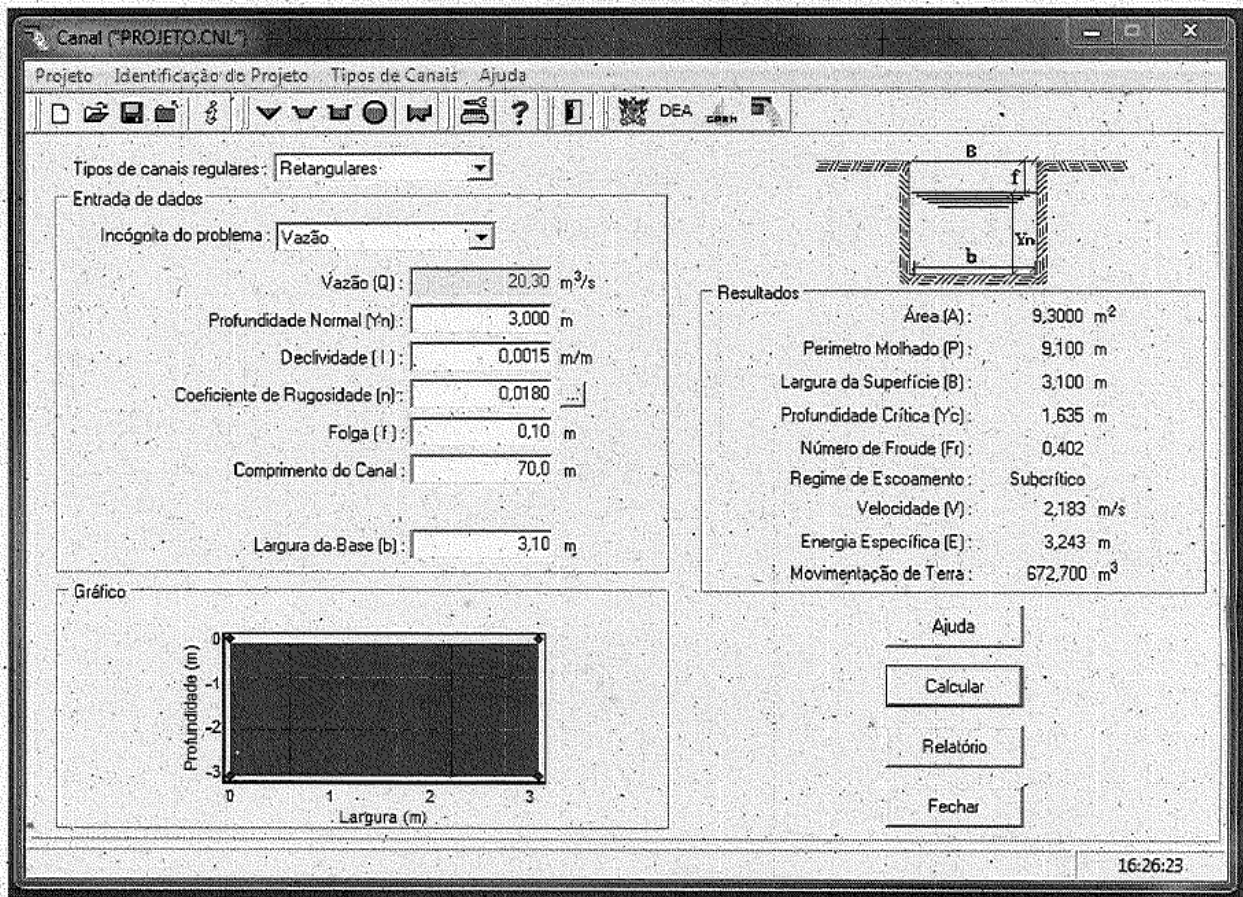 Canal ("PROJETO.CNL")
Projeto Identificação do Projeto Tipos de Canais Ajuda
? DEA GPRH
Tipos de canais regulares : Retangulares
Entrada de dados
Incógnita do problema : Vazão
Vazão (Q) : 20,30 m³/s
Profundidade Normal (Yn) : 3,000 m
Declividade ( I ) : 0,0015 m/m
Coeficiente de Rugosidade (n) : 0,0180 ...
Folga ( f ) : 0,10 m
Comprimento do Canal : 70,0 m
Largura da Base (b) : 3,10 m
B
f
Yn
b
Resultados
Área (A) : 9,3000 m²
Perimetro Molhado (P) : 9,100 m
Largura da Superfície (B) : 3,100 m
Profundidade Crítica (Yc) : 1,635 m
Número de Froude (Fr) : 0,402
Regime de Escoamento : Subcrítico
Velocidade (V) : 2,183 m/s
Energia Específica (E) : 3,243 m
Movimentação de Terra : 672,700 m³
Gráfico
Profundidade (m)
0
-1
-2
-3
0 1 2 3
Largura (m)
Ajuda
Calcular
Relatório
Fechar
16:26:23